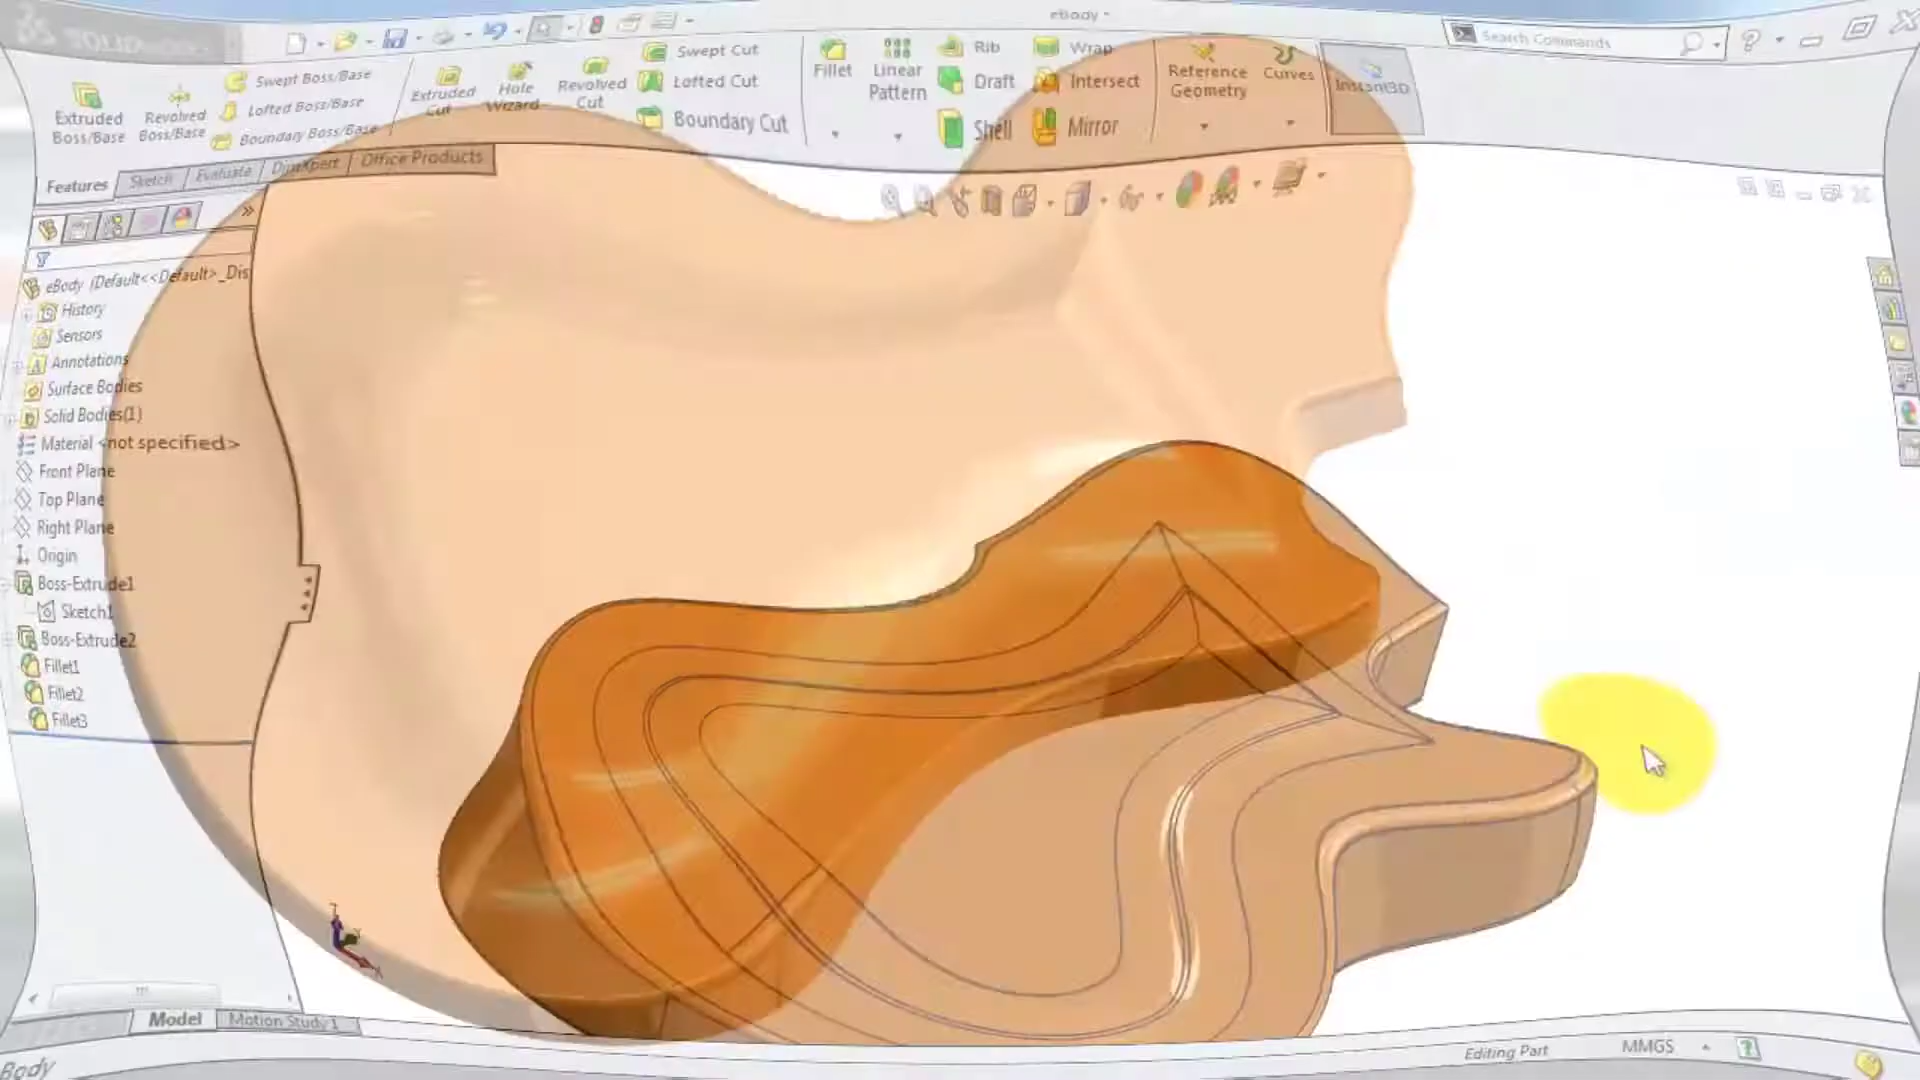 SOLIDWORKS
eBody *
Search Commands
Extruded Boss/Base
Revolved Boss/Base
Swept Boss/Base
Lofted Boss/Base
Boundary Boss/Base
Extruded Cut
Hole Wizard
Revolved Cut
Swept Cut
Lofted Cut
Boundary Cut
Fillet
Linear Pattern
Rib
Draft
Shell
Wrap
Intersect
Mirror
Reference Geometry
Curves
Instant3D
Features
Sketch
Evaluate
DimXpert
Office Products
eBody (Default<<Default>_Dis
History
Sensors
Annotations
Surface Bodies
Solid Bodies(1)
Material <not specified>
Front Plane
Top Plane
Right Plane
Origin
Boss-Extrude1
Sketch1
Boss-Extrude2
Fillet1
Fillet2
Fillet3
Model
Motion Study 1
Body
Editing Part
MMGS